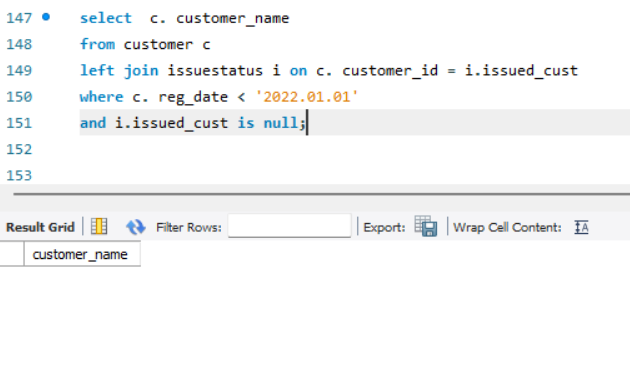 147 select  c. customer_name
148 from customer c
149 left join issuestatus i on c. customer_id = i.issued_cust
150 where c. reg_date < '2022.01.01'
151 and i.issued_cust is null;
152
153
Result Grid Filter Rows: Export: Wrap Cell Content: IA
customer_name